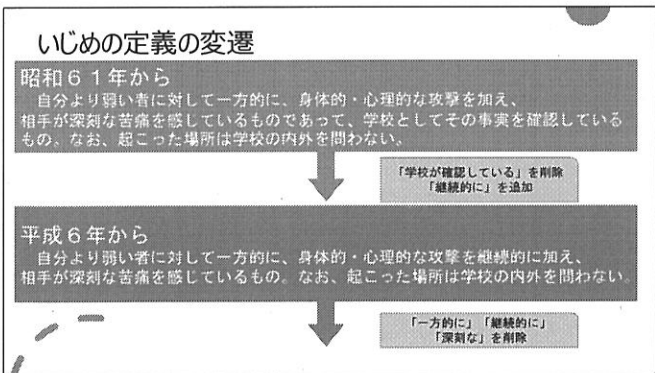 いじめの定義の変遷
昭和61年から
自分より弱い者に対して一方的に、身体的・心理的な攻撃を加え、
相手が深刻な苦痛を感じているものであって、学校としてその事実を確認している
もの。なお、起こった場所は学校の内外を問わない。
「学校が確認している」を削除
「継続的に」を追加
平成6年から
自分より弱い者に対して一方的に、身体的・心理的な攻撃を継続的に加え、
相手が深刻な苦痛を感じているもの。なお、起こった場所は学校の内外を問わない。
「一方的に」「継続的に」
「深刻な」を削除